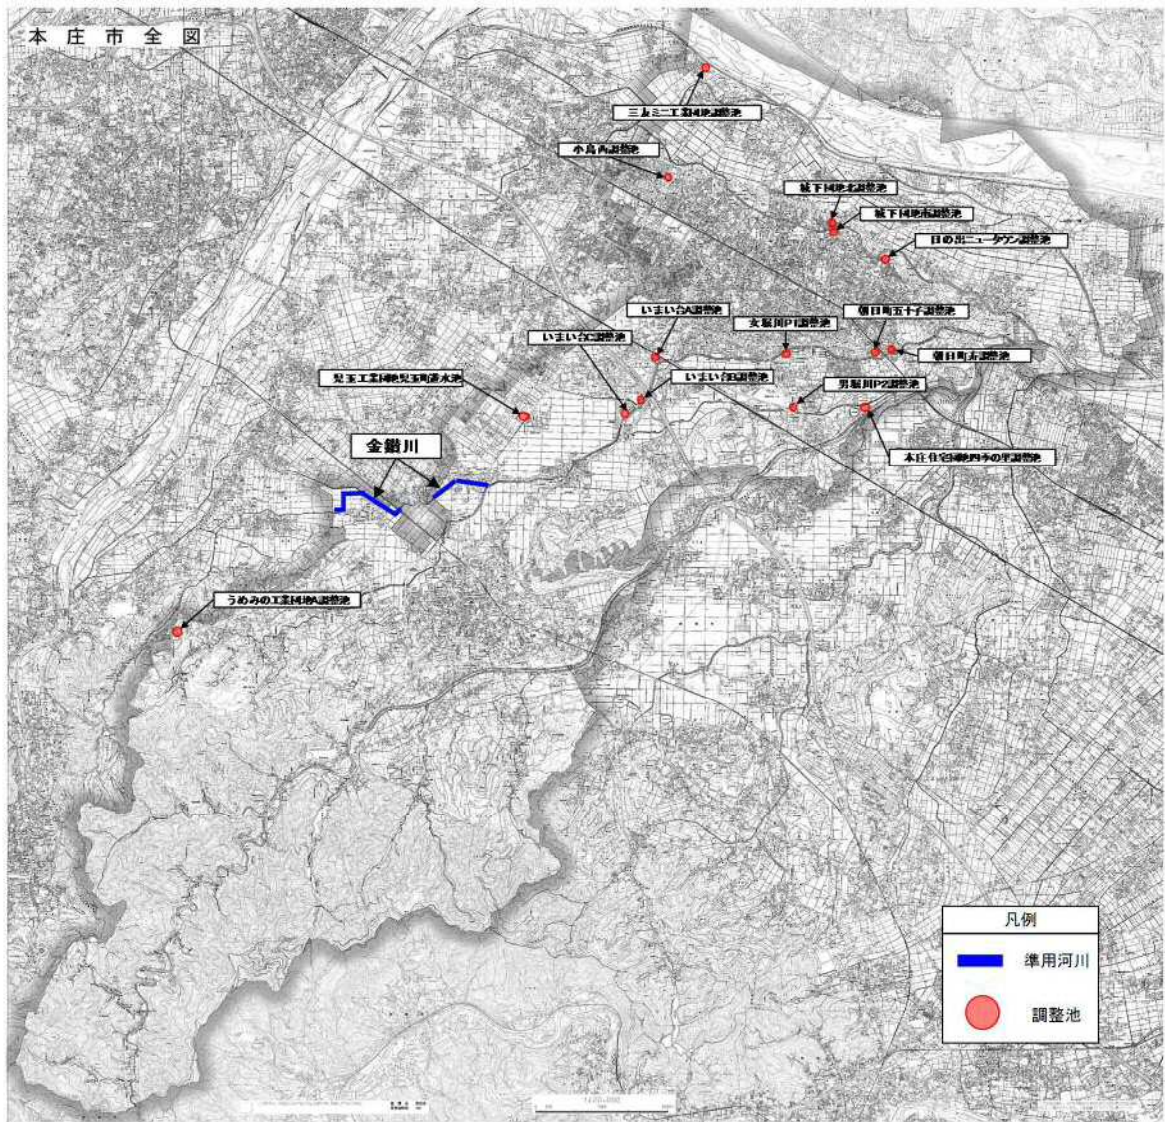 本庄市全図
三友ミニ工業団地調整池
小島西調整池
城下団地北調整池
城下団地南調整池
日の出ニュータウン調整池
いまい台A調整池
女堀川P1調整池
朝日町五十子調整池
いまい台C調整池
朝日町東調整池
いまい台B調整池
児玉工業団地児玉町遊水池
男堀川P2調整池
金鑚川
本庄住宅団地四季の里調整池
うめみの工業団地A調整池
凡例
準用河川
調整池